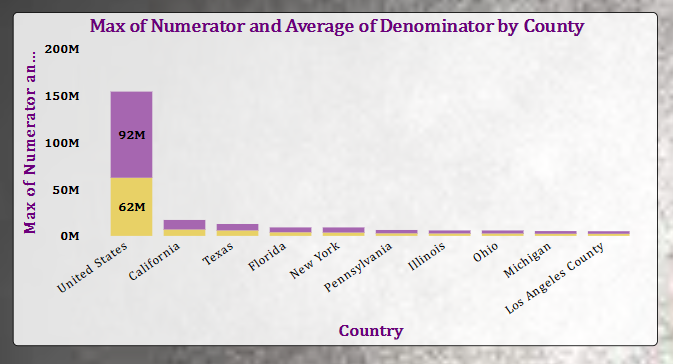 Max of Numerator and Average of Denominator by County
Max of Numerator an...
200M
150M
100M
50M
0M
92M
62M
United States
California
Texas
Florida
New York
Pennsylvania
Illinois
Ohio
Michigan
Los Angeles County
Country